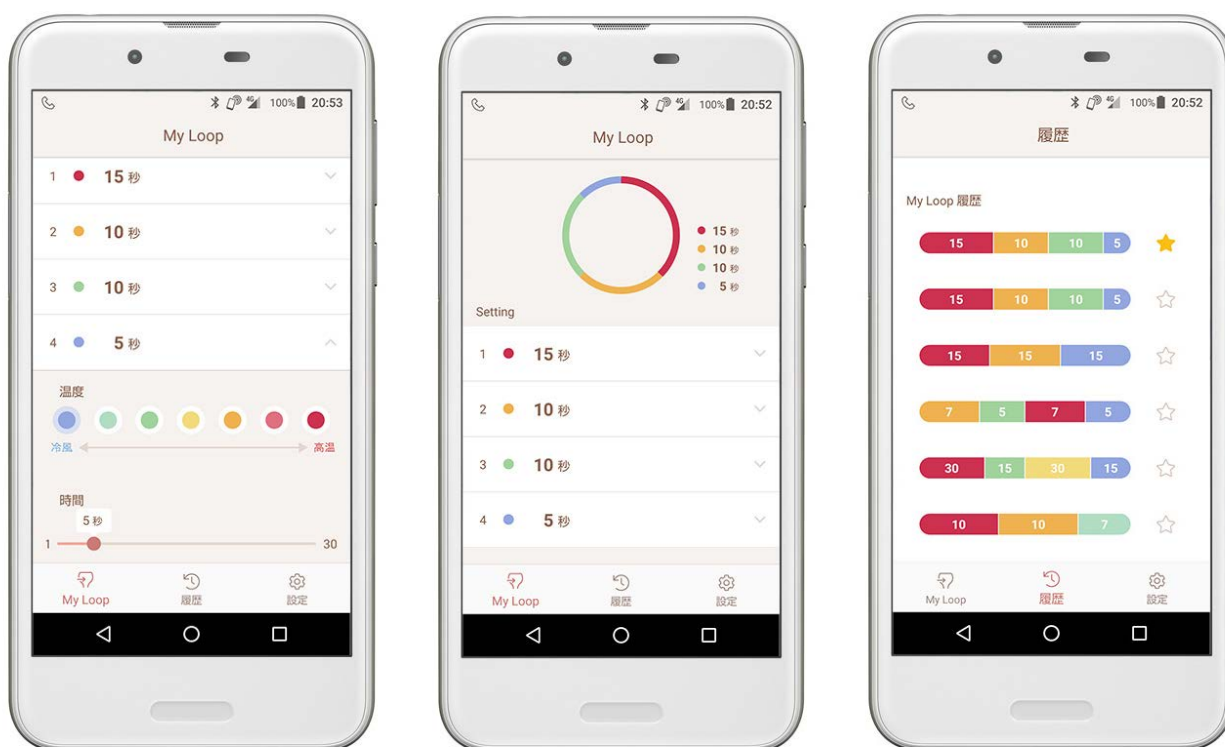 4G 100% 20:53
My Loop
1 15 秒
2 10 秒
3 10 秒
4 5 秒
温度
冷風 高温
時間
5 秒
1 30
My Loop 履歴 設定
4G 100% 20:52
My Loop
15 秒
10 秒
10 秒
5 秒
Setting
1 15 秒
2 10 秒
3 10 秒
4 5 秒
My Loop 履歴 設定
4G 100% 20:52
履歴
My Loop 履歴
15 10 10 5
15 10 10 5
15 15 15
7 5 7 5
30 15 30 15
10 10 7
My Loop 履歴 設定